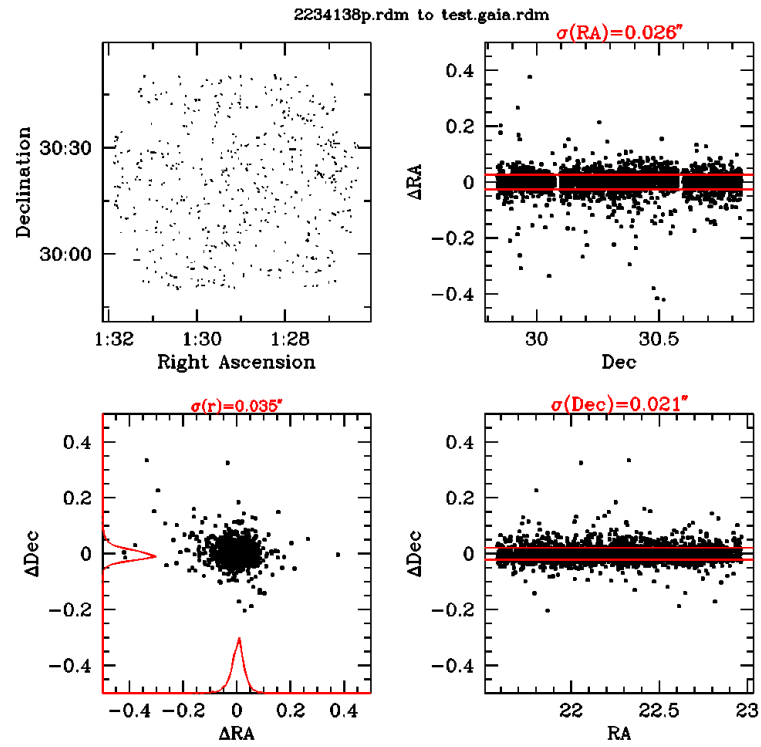 2234138p.rdm to test.gaia.rdm
σ(RA)=0.026"
30:30
30:00
Declination
1:32 1:30 1:28
Right Ascension
0.4
0.2
0
−0.2
−0.4
ΔRA
30 30.5
Dec
σ(r)=0.035"
0.4
0.2
0
−0.2
−0.4
ΔDec
−0.4 −0.2 0 0.2 0.4
ΔRA
σ(Dec)=0.021"
0.4
0.2
0
−0.2
−0.4
ΔDec
22 22.5 23
RA